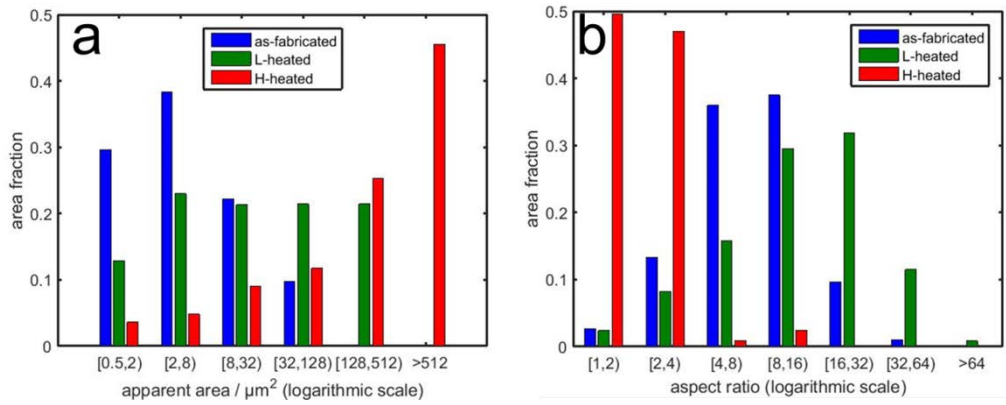 a
as-fabricated
L-heated
H-heated
area fraction
0.5
0.4
0.3
0.2
0.1
0
[0.5,2) [2,8) [8,32) [32,128) [128,512) >512
apparent area / µm² (logarithmic scale)
b
as-fabricated
L-heated
H-heated
area fraction
0.5
0.4
0.3
0.2
0.1
0
[1,2) [2,4) [4,8) [8,16) [16,32) [32,64) >64
aspect ratio (logarithmic scale)